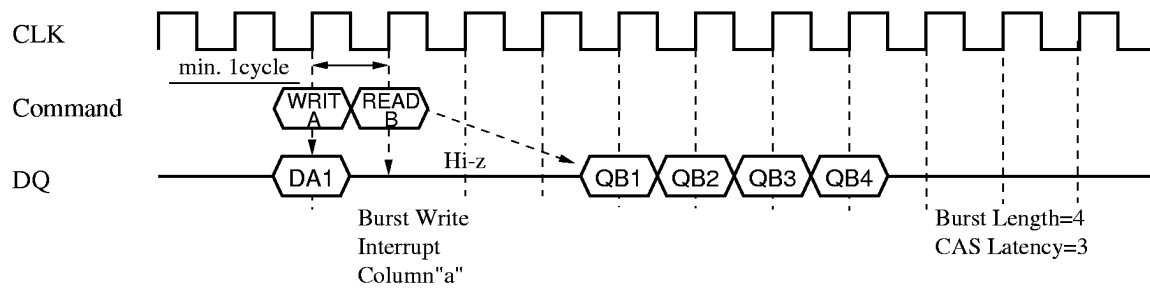 CLK
min. 1cycle
Command
WRIT
A
READ
B
DQ
DA1
Hi-z
QB1
QB2
QB3
QB4
Burst Write
Interrupt
Column"a"
Burst Length=4
CAS Latency=3